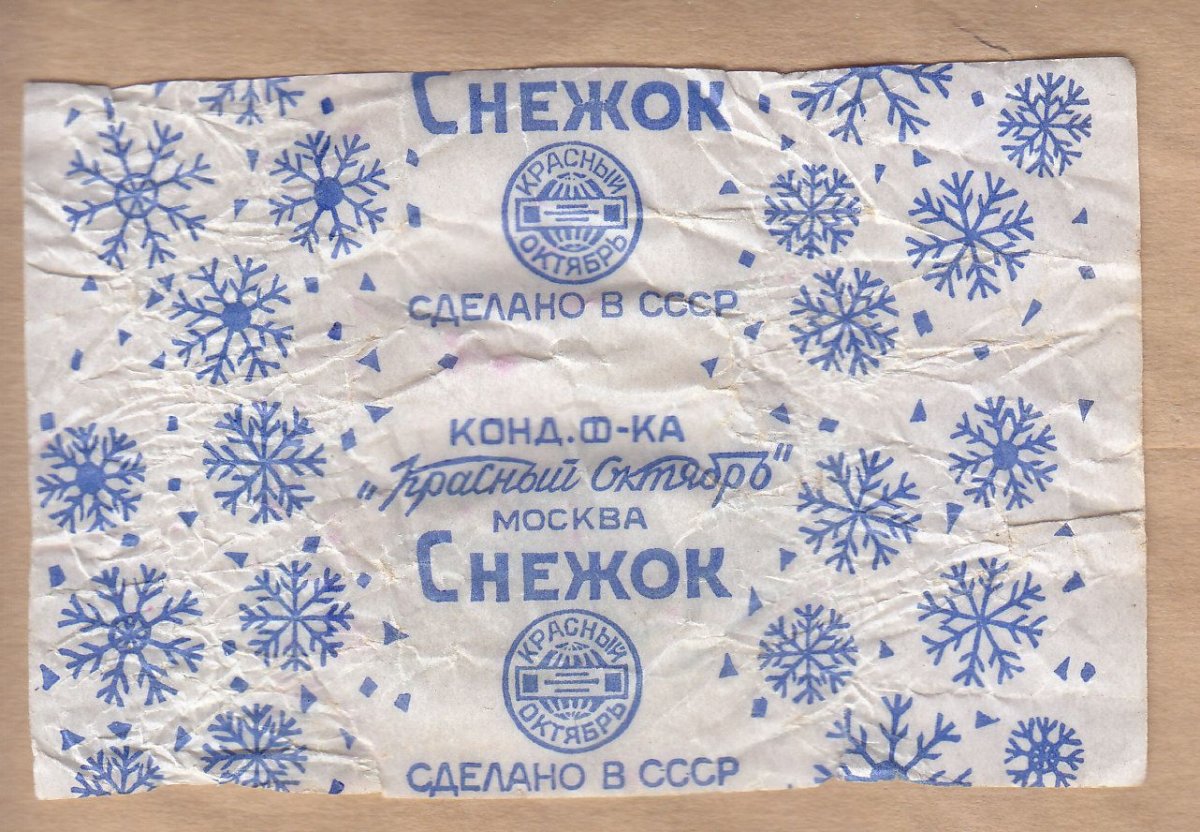 СНЕЖОК
КРАСНЫЙ
ОКТЯБРЬ
СДЕЛАНО В СССР
КОНД. Ф-КА
„Красный Октябрь"
МОСКВА
СНЕЖОК
КРАСНЫЙ
ОКТЯБРЬ
СДЕЛАНО В СССР